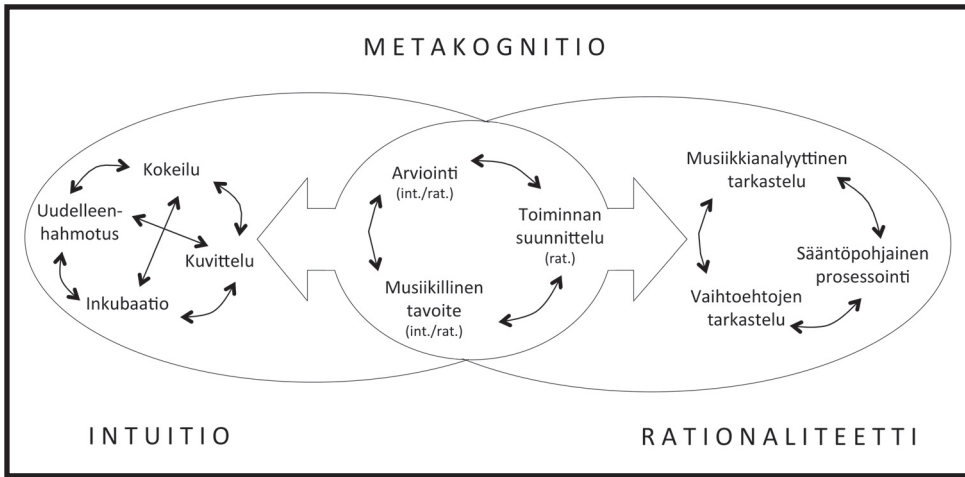 METAKOGNITIO
Kokeilu
Uudelleen-
hahmotus
Kuvittelu
Inkubaatio
Arviointi
(int./rat.)
Toiminnan
suunnittelu
(rat.)
Musiikillinen
tavoite
(int./rat.)
Musiikkianalyyttinen
tarkastelu
Sääntöpohjainen
prosessointi
Vaihtoehtojen
tarkastelu
INTUITIO
RATIONALITEETTI